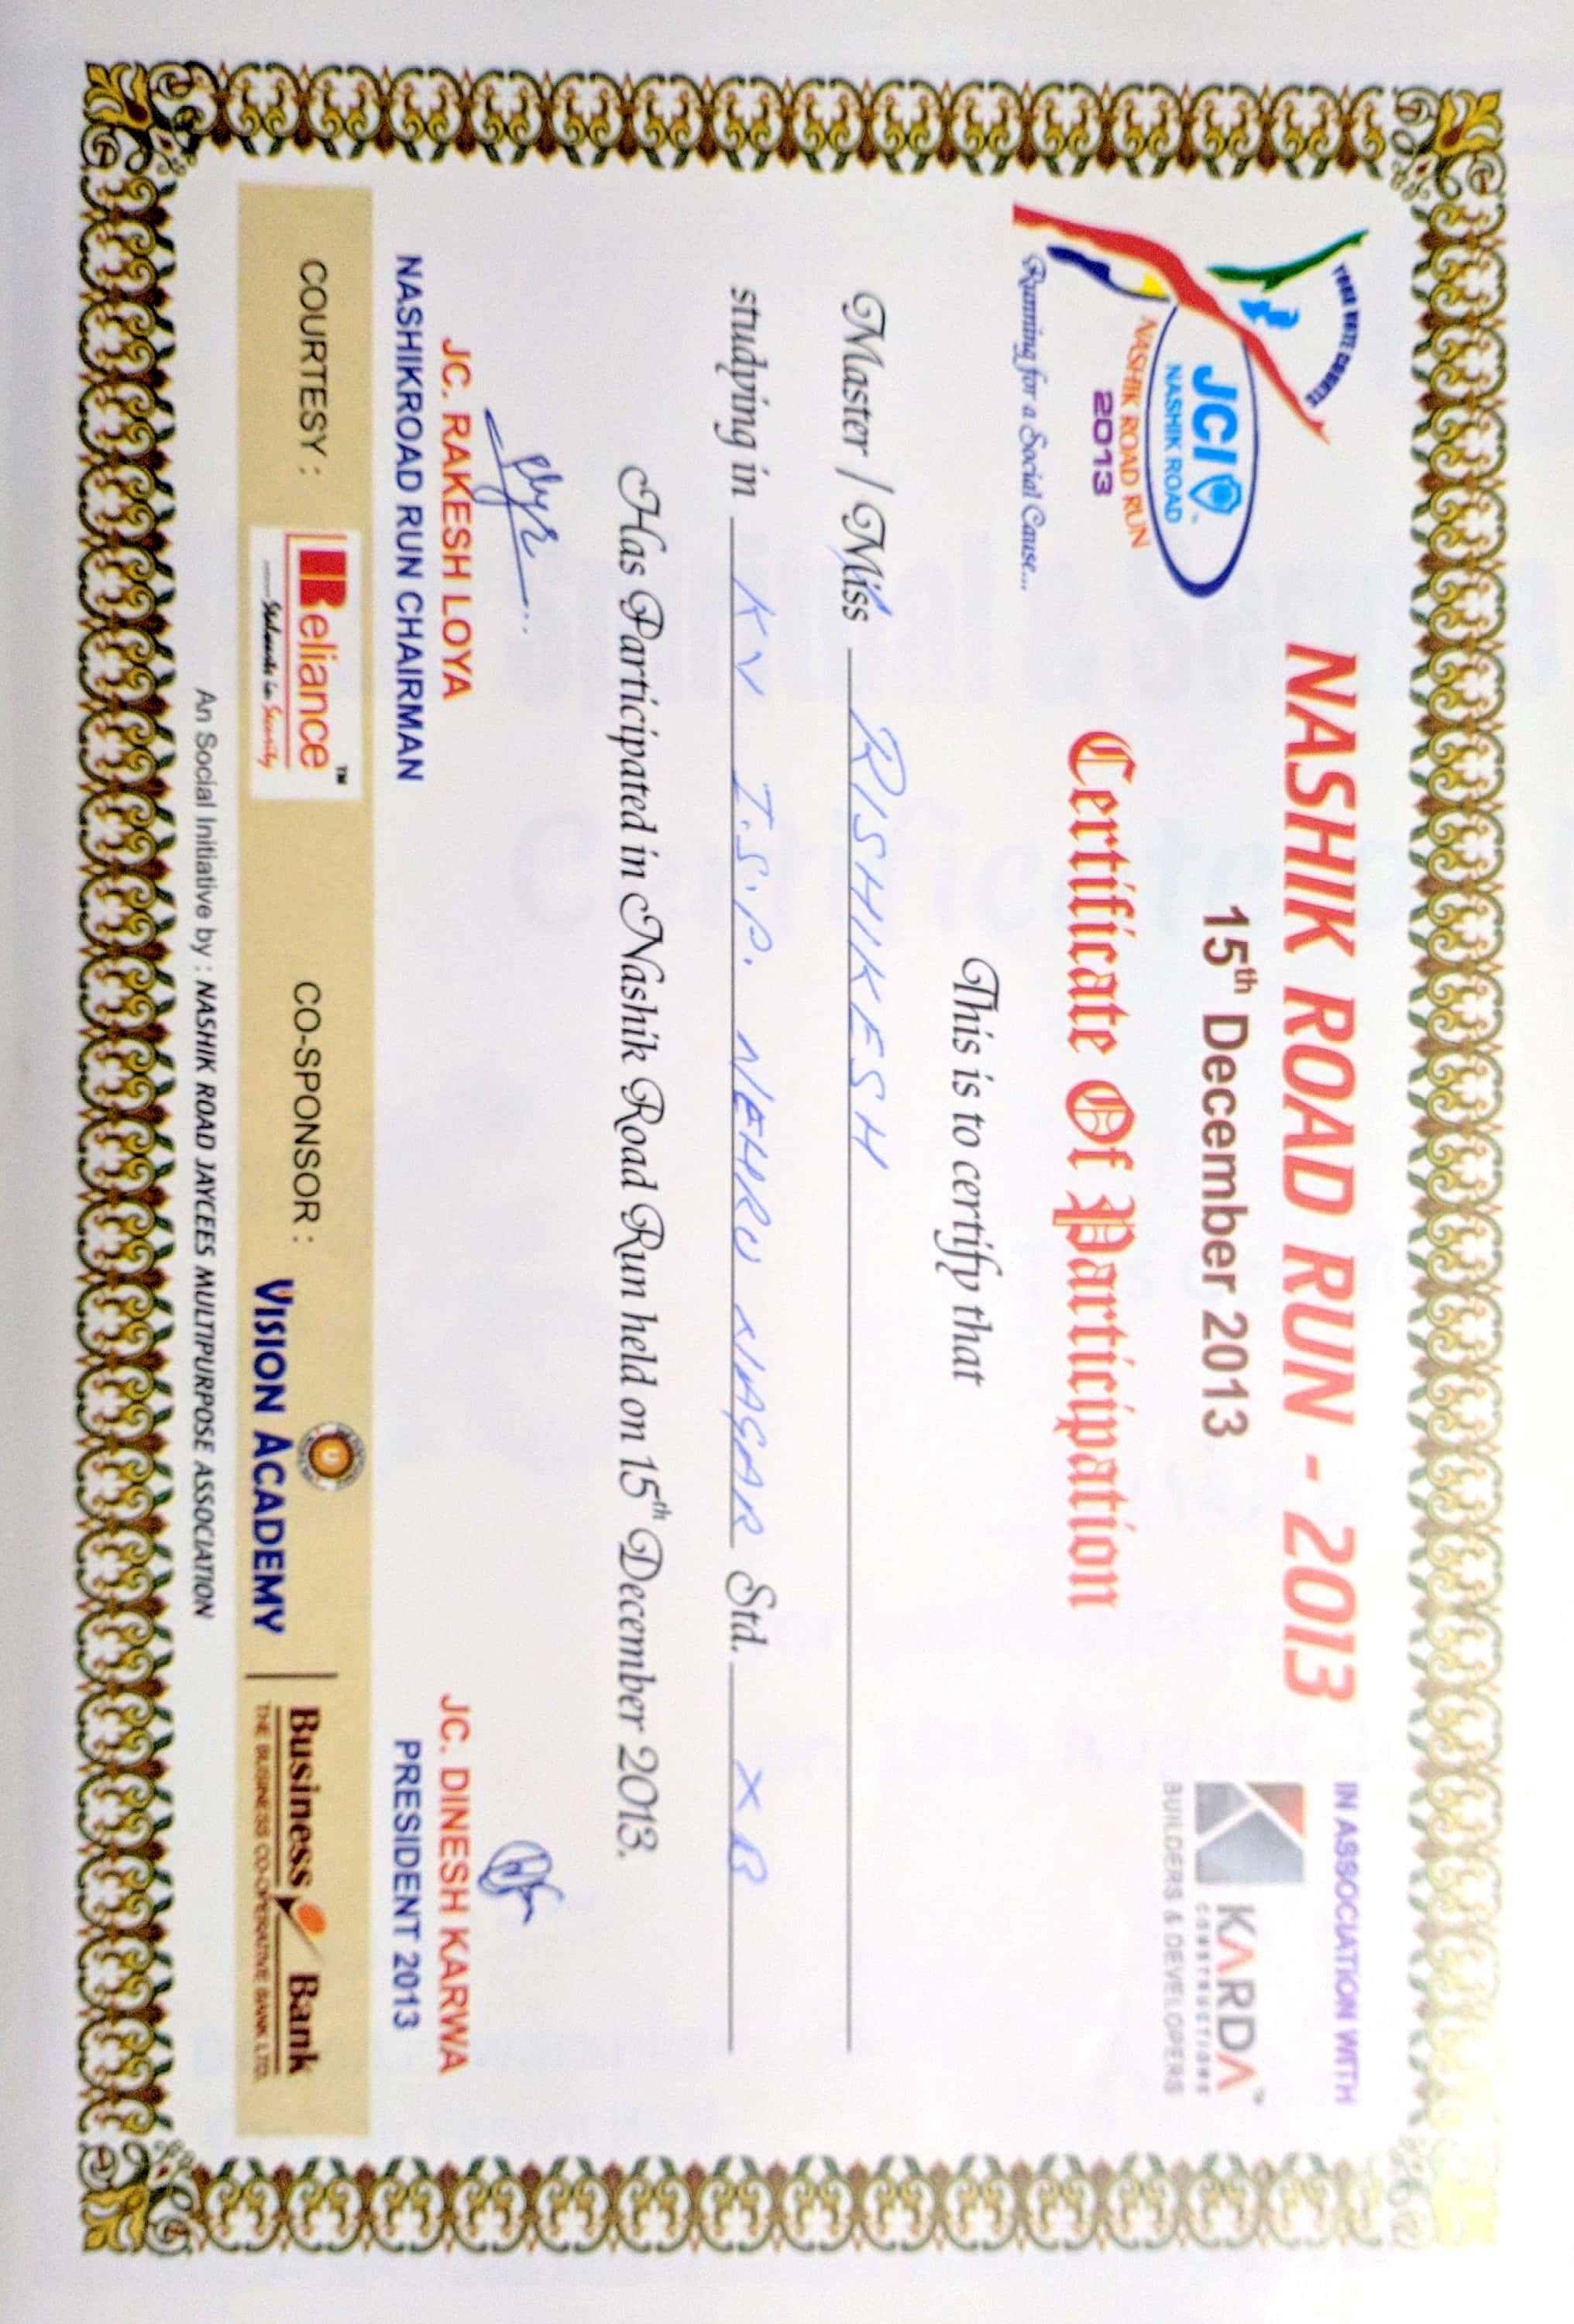 YOUR VOTE COUNTS
JCI
NASHIK ROAD
NASHIK ROAD RUN
2013
Running for a Social Cause...
NASHIK ROAD RUN - 2013
15th December 2013
IN ASSOCIATION WITH
KARDA™
CONSTRUCTIONS
BUILDERS & DEVELOPERS
Certificate Of Participation
This is to certify that
Master / Miss RISHIKESH
studying in KV I.S.P. NEHRU NAGAR Std. X B
Has Participated in Nashik Road Run held on 15th December 2013.
JC. RAKESH LOYA
NASHIKROAD RUN CHAIRMAN
JC. DINESH KARWA
PRESIDENT 2013
COURTESY :
Reliance™
Stalwarts in Security
CO-SPONSOR :
VISION ACADEMY
Business Bank
THE BUSINESS CO-OPERATIVE BANK LTD.
An Social Initiative by : NASHIK ROAD JAYCEES MULTIPURPOSE ASSOCIATION